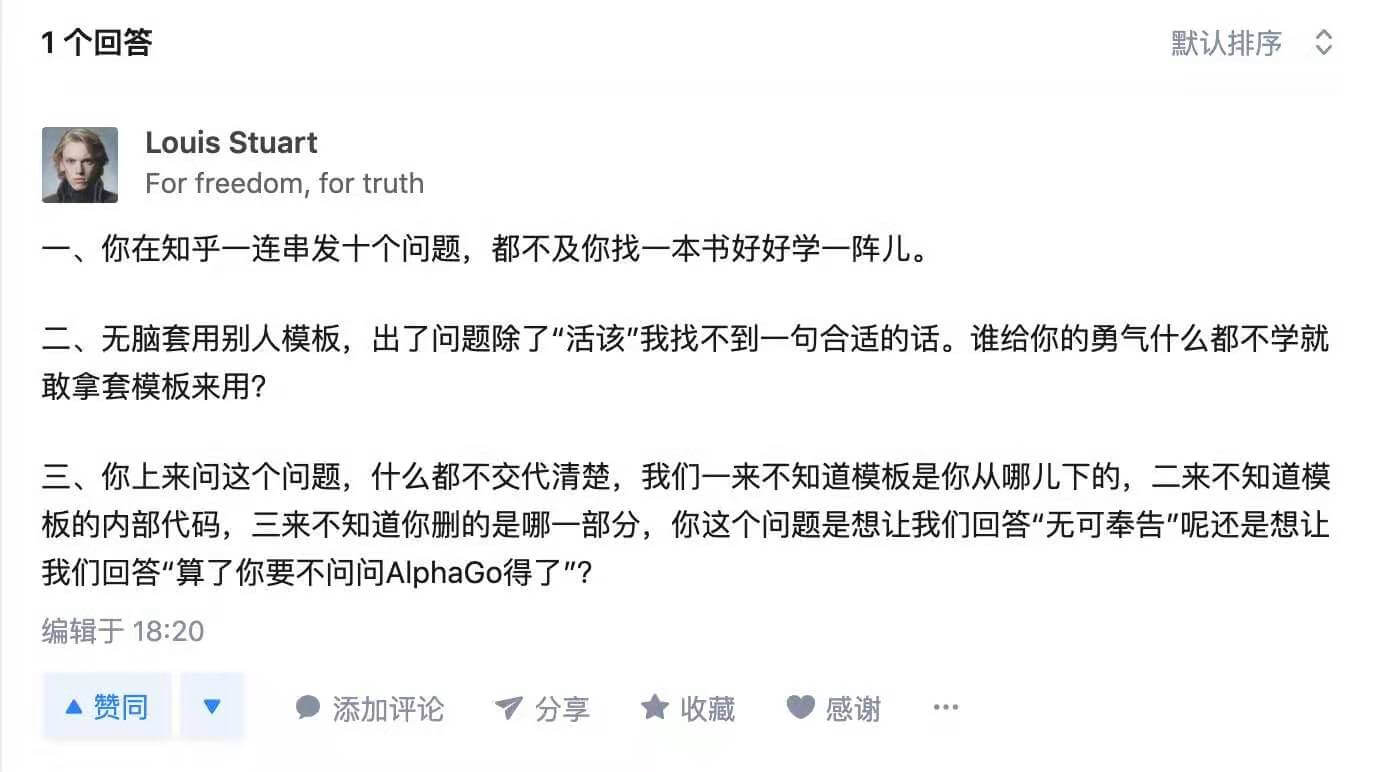 1 个回答
默认排序
Louis Stuart
For freedom, for truth
一、你在知乎一连串发十个问题，都不及你找一本书好好学一阵儿。
二、无脑套用别人模板，出了问题除了“活该”我找不到一句合适的话。谁给你的勇气什么都不学就
敢拿套模板来用？
三、你上来问这个问题，什么都不交代清楚，我们一来不知道模板是你从哪儿下的，二来不知道模
板的内部代码，三来不知道你删的是哪一部分，你这个问题是想让我们回答“无可奉告”呢还是想让
我们回答“算了你要不问问AlphaGo得了”？
编辑于 18:20
赞同
添加评论
分享
收藏
感谢